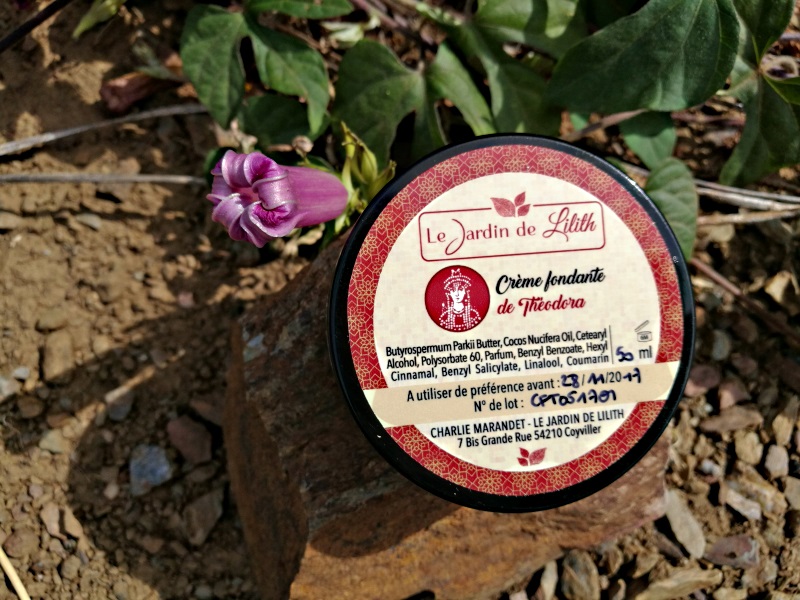 Le Jardin de Lilith
Crème fondante
de Théodora
Butyrospermum Parkii Butter, Cocos Nucifera Oil, Cetearyl
Alcohol, Polysorbate 60, Parfum, Benzyl Benzoate, Hexyl
Cinnamal, Benzyl Salicylate, Linalool, Coumarin
50 ml
A utiliser de préférence avant : 28/11/2017
N° de lot : CPT051701
CHARLIE MARANDET - LE JARDIN DE LILITH
7 Bis Grande Rue 54210 Coyviller